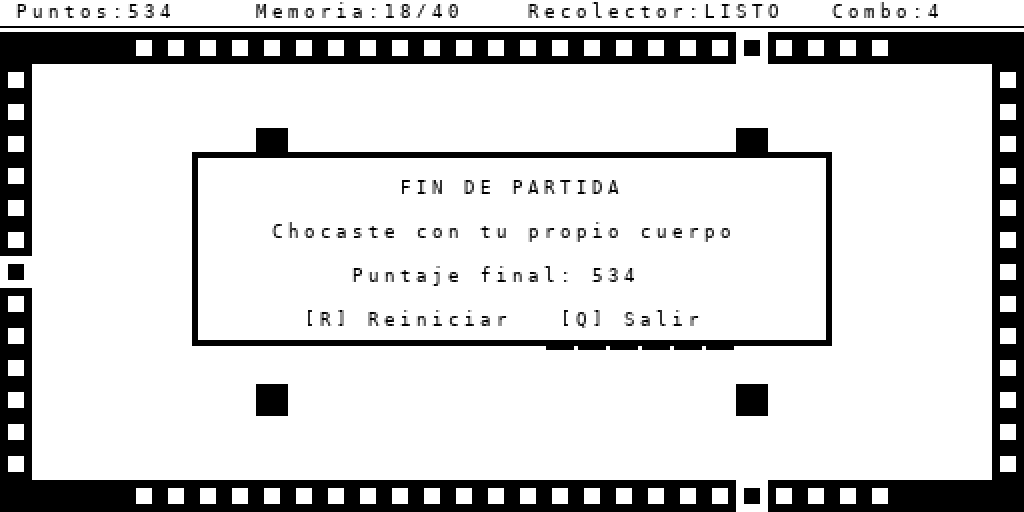 Puntos:534 Memoria:18/40 Recolector:LISTO Combo:4
FIN DE PARTIDA
Chocaste con tu propio cuerpo
Puntaje final: 534
[R] Reiniciar [Q] Salir